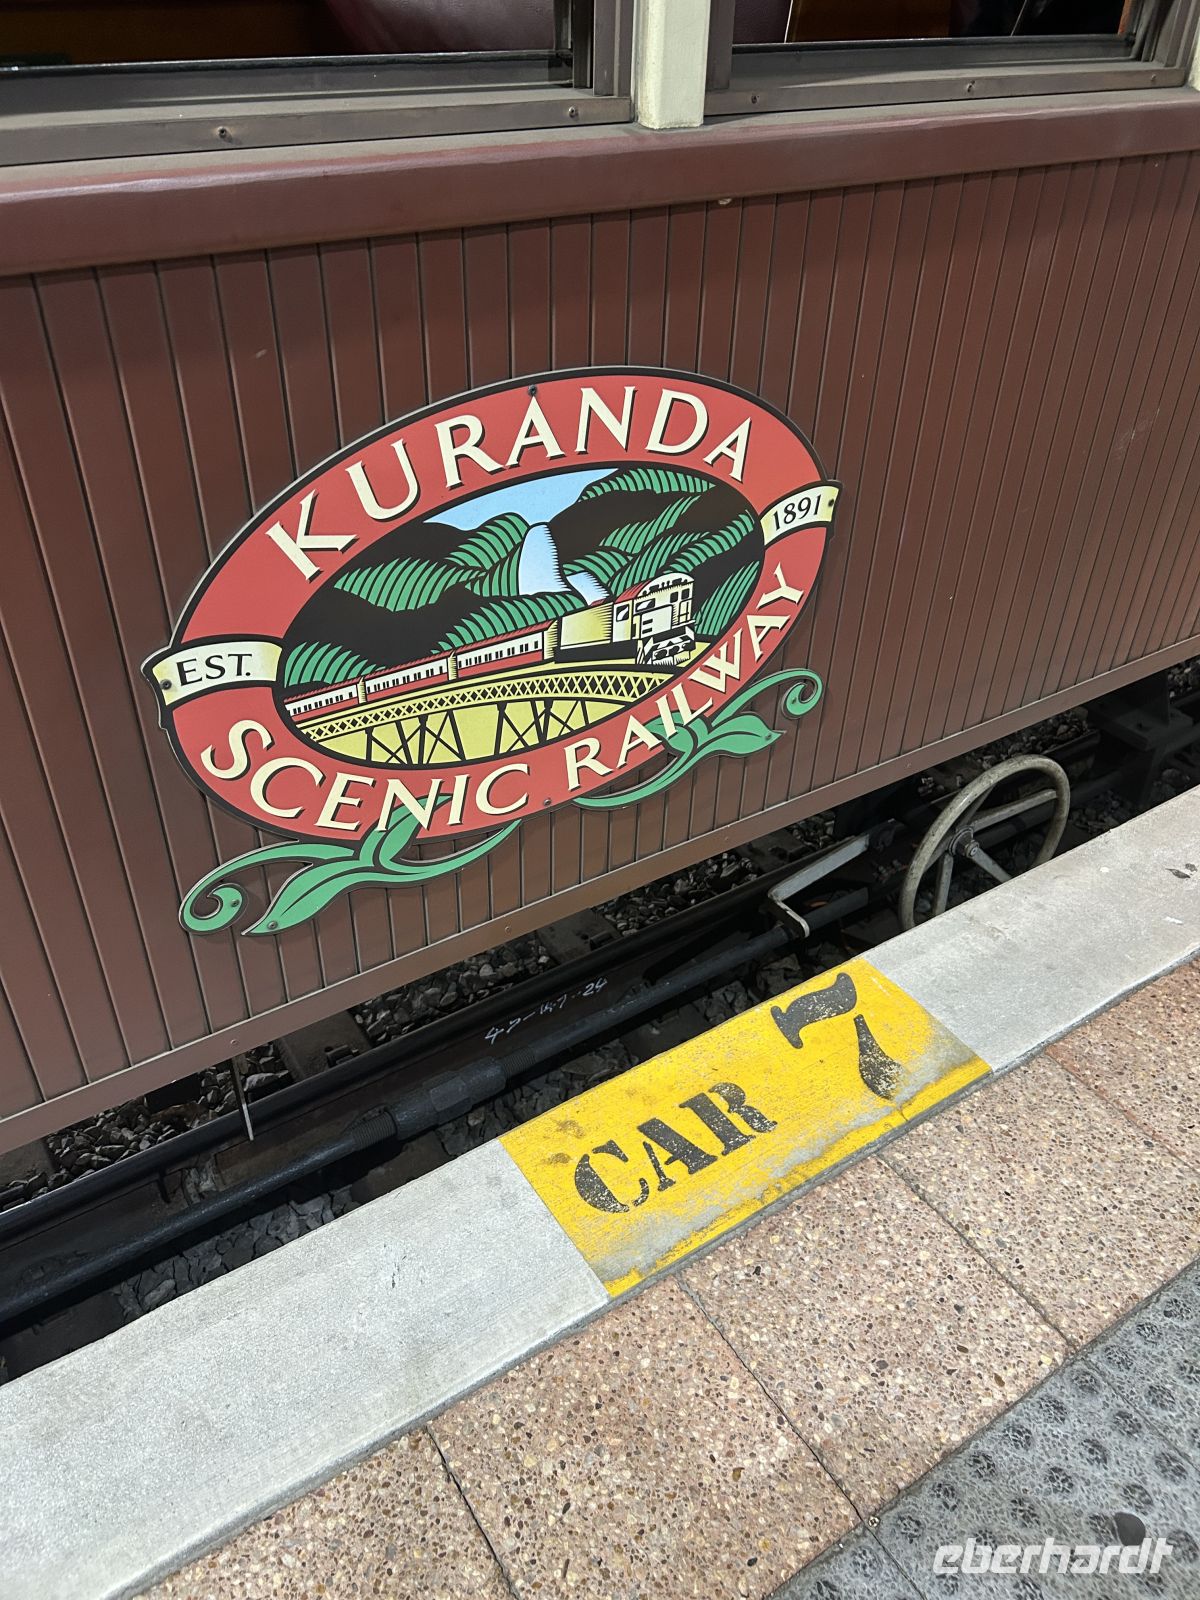 KURANDA
EST. 1891
SCENIC RAILWAY
CAR 7
eberhardt